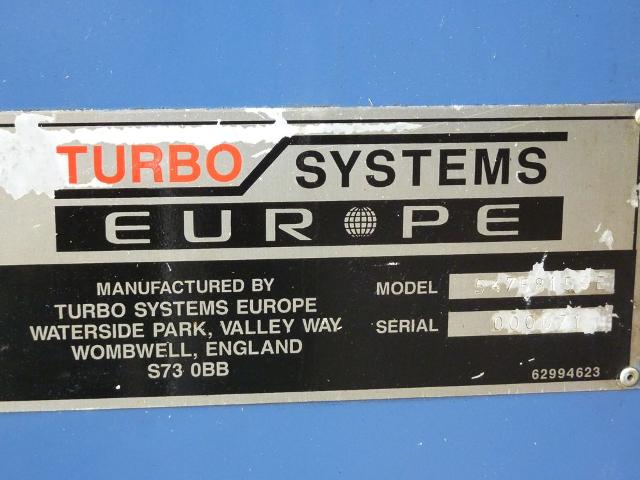 TURBO SYSTEMS
EUROPE
MANUFACTURED BY
TURBO SYSTEMS EUROPE
WATERSIDE PARK, VALLEY WAY
WOMBWELL, ENGLAND
S73 0BB
MODEL
SERIAL
62994623